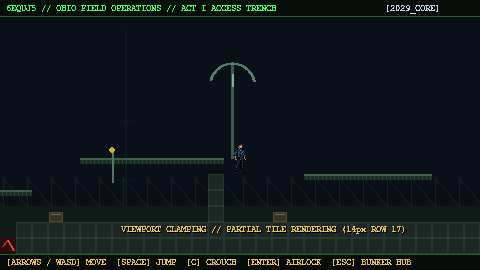 6EQUJ5 // OHIO FIELD OPERATIONS // ACT I ACCESS TRENCH [2029_CORE]
VIEWPORT CLAMPING // PARTIAL TILE RENDERING (14px ROW 17)
[ARROWS / WASD] MOVE [SPACE] JUMP [C] CROUCH [ENTER] AIRLOCK [ESC] BUNKER HUB